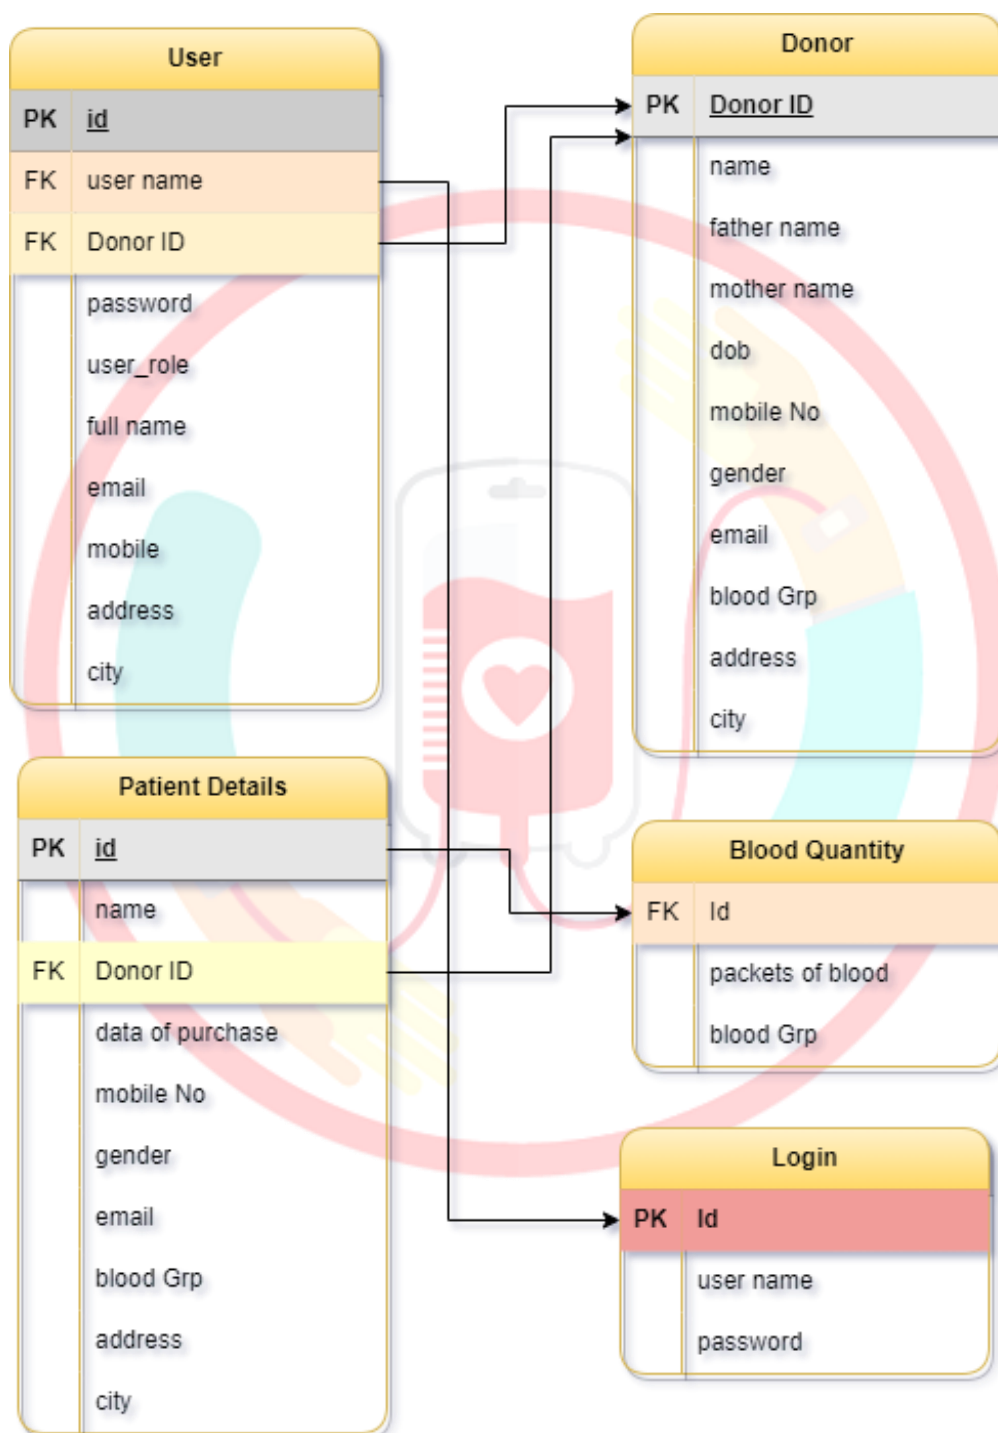 User
PK id
FK user name
FK Donor ID
password
user_role
full name
email
mobile
address
city
Donor
PK Donor ID
name
father name
mother name
dob
mobile No
gender
email
blood Grp
address
city
Patient Details
PK id
name
FK Donor ID
data of purchase
mobile No
gender
email
blood Grp
address
city
Blood Quantity
FK Id
packets of blood
blood Grp
Login
PK Id
user name
password